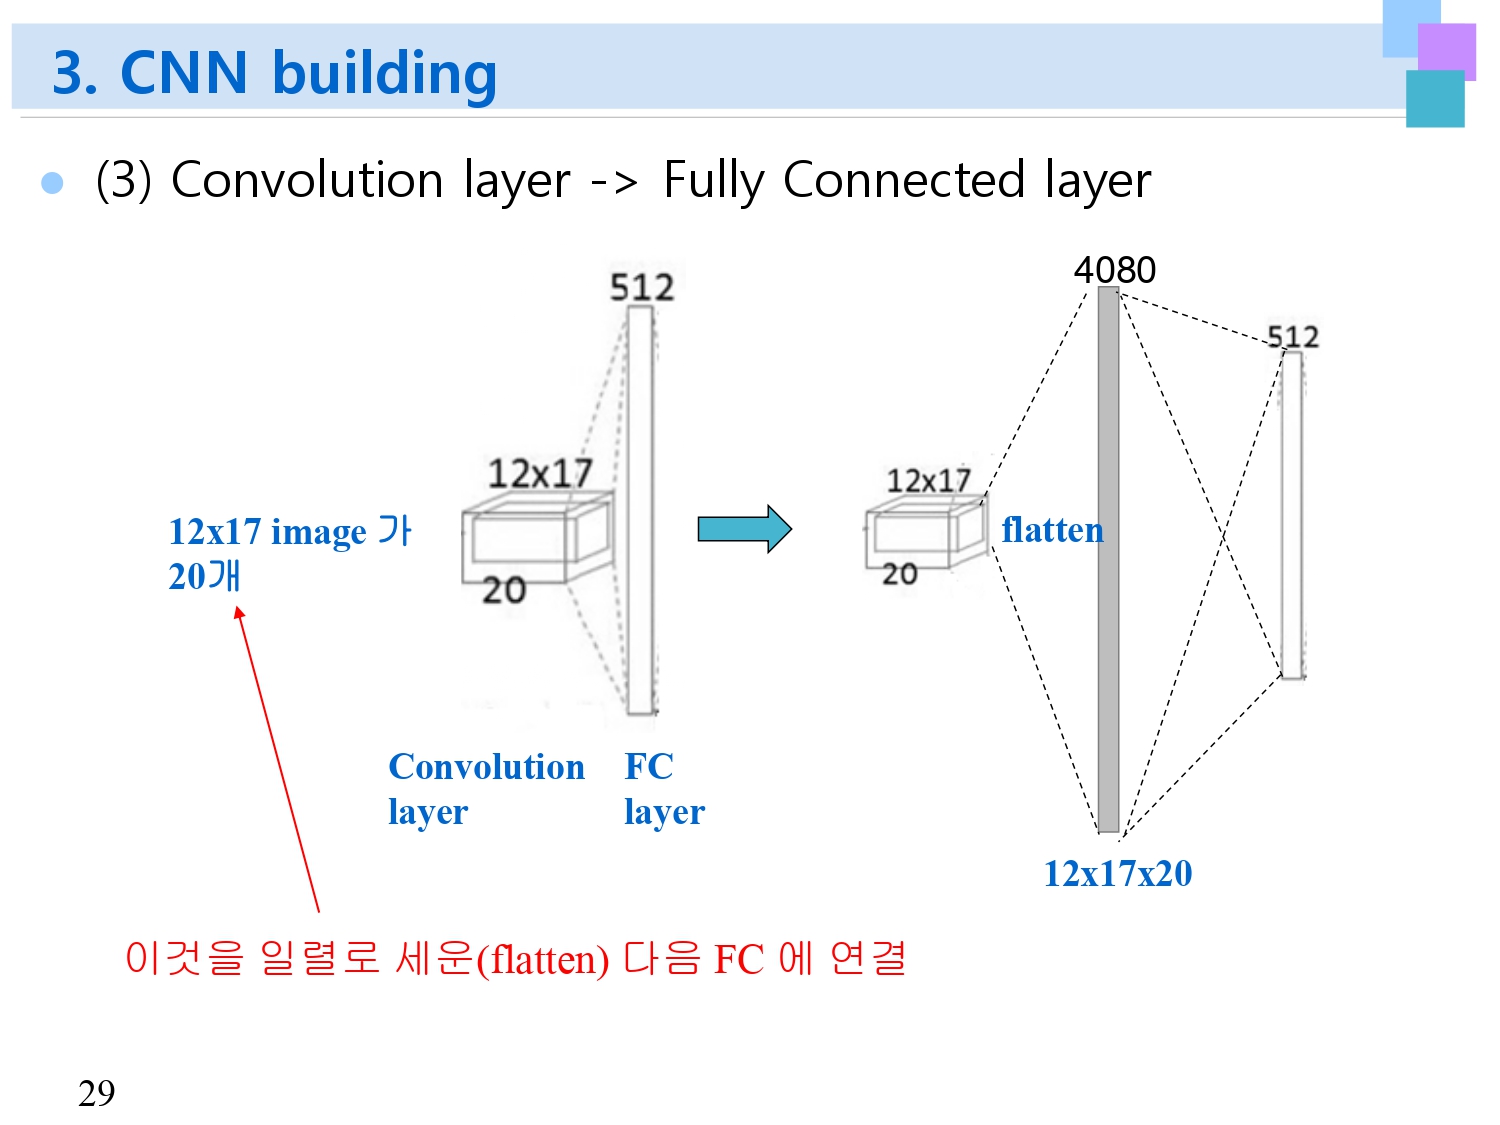 3. CNN building
(3) Convolution layer -> Fully Connected layer
512
12x17
20
12x17 image 가
20개
Convolution
layer
FC
layer
4080
512
12x17
flatten
20
12x17x20
이것을 일렬로 세운(flatten) 다음 FC 에 연결
29